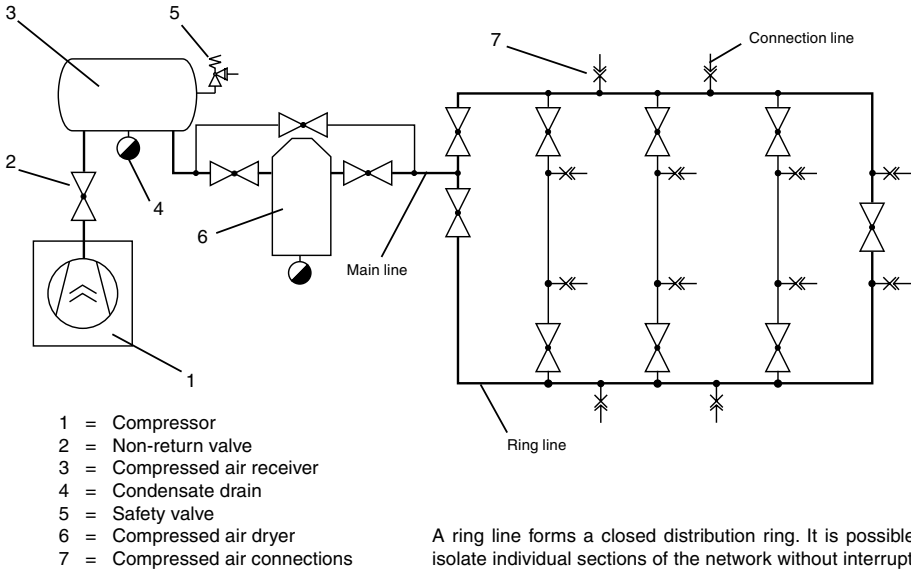 3
5
7
Connection line
2
4
6
Main line
1
Ring line
1 = Compressor
2 = Non-return valve
3 = Compressed air receiver
4 = Condensate drain
5 = Safety valve
6 = Compressed air dryer
7 = Compressed air connections
A ring line forms a closed distribution ring. It is possible
isolate individual sections of the network without interrupt